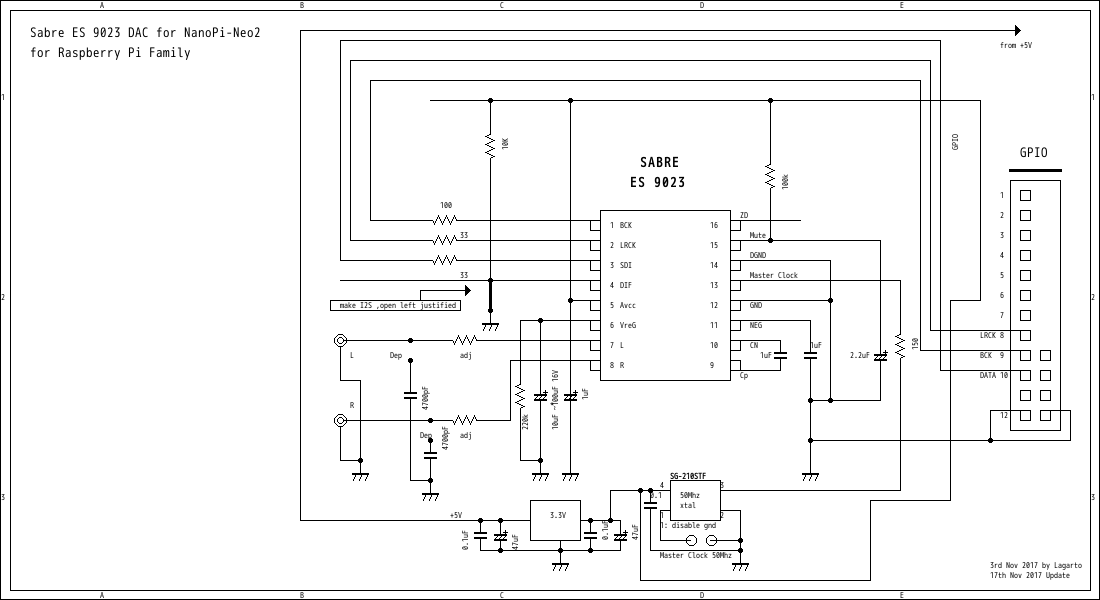 A
B
C
D
E
Sabre ES 9023 DAC for NanoPi-Neo2
for Raspberry Pi Family
from +5V
1
1
10K
SABRE
ES 9023
GPIO
GPIO
100k
100
33
33
1 BCK
2 LRCK
3 SDI
4 DIF
5 Avcc
6 VreG
7 L
8 R
16
15
14
13
12
11
10
9
ZD
Mute
DGND
Master Clock
GND
NEG
CN
Cp
1
2
3
4
5
6
7
LRCK 8
BCK 9
DATA 10
12
2
2
make I2S ,open left justified
L
Dep
adj
R
Dep
adj
4700pF
4700pF
220k
10uF ~100uF 16V
1uF
1uF
1uF
2.2uF
150
3
3
SG-210STF
4
3
0.1
50Mhz
xtal
1
2
1: disable gnd
Master Clock 50Mhz
+5V
3.3V
0.1uF
47uF
0.1uF
47uF
3rd Nov 2017 by Lagarto
17th Nov 2017 Update
A
B
C
D
E